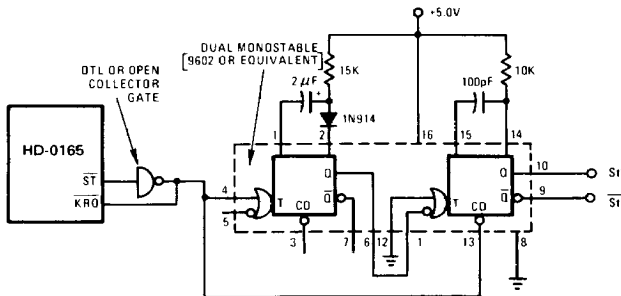 +5.0V
DUAL MONOSTABLE
[9602 OR EQUIVALENT]
15K
10K
2 µF
+
100pF
DTL OR OPEN
COLLECTOR
GATE
1N914
1
2
16
15
14
HD-0165
ST
KRO
4
5
T
Q
Q
CD
3
7
6
12
1
T
Q
Q
CD
13
8
10
9
St
St